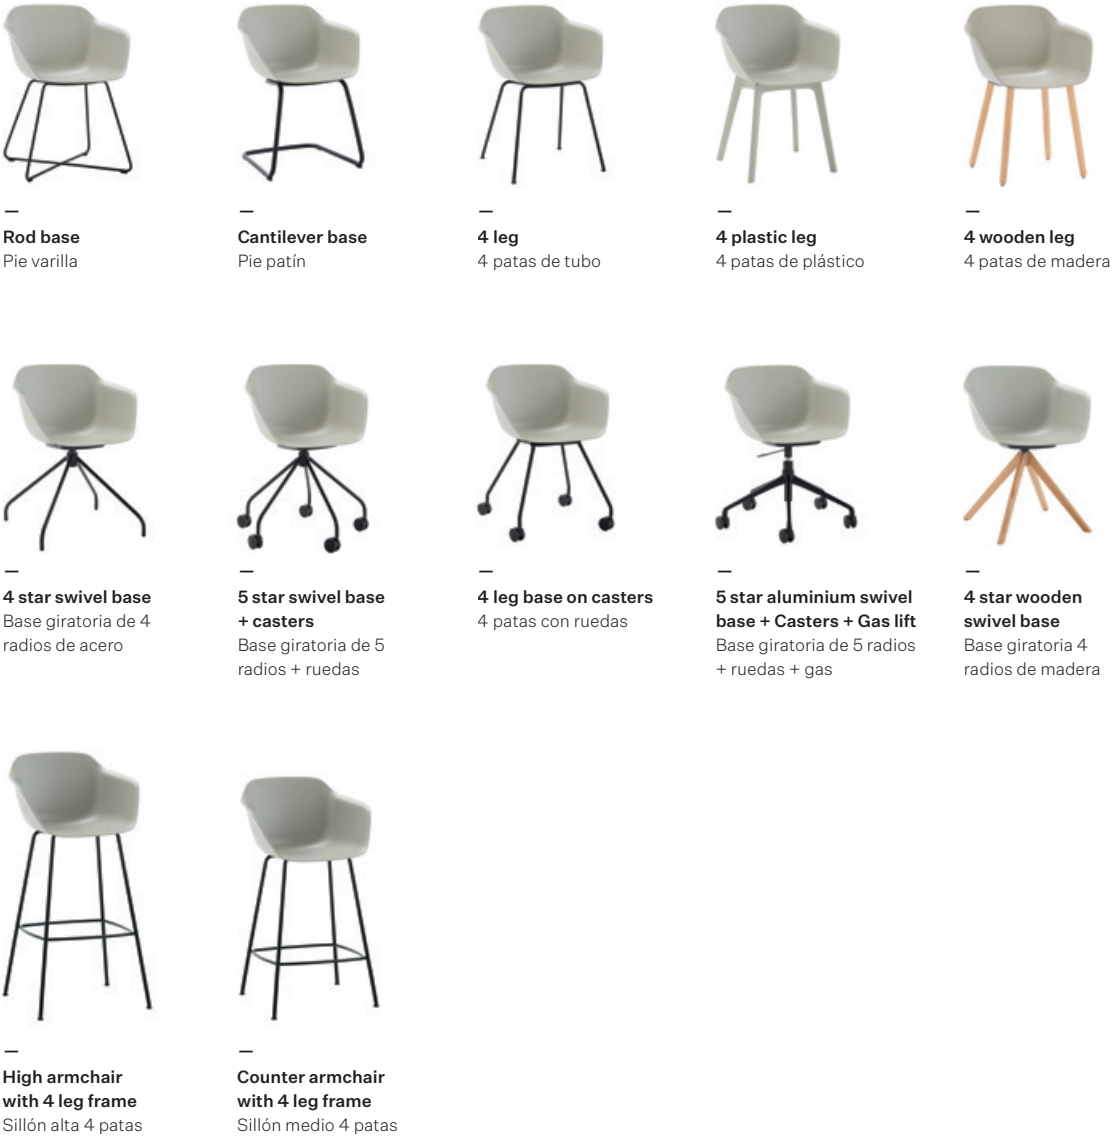 —
Rod base
Pie varilla
—
Cantilever base
Pie patín
—
4 leg
4 patas de tubo
—
4 plastic leg
4 patas de plástico
—
4 wooden leg
4 patas de madera
—
4 star swivel base
Base giratoria de 4
radios de acero
—
5 star swivel base
+ casters
Base giratoria de 5
radios + ruedas
—
4 leg base on casters
4 patas con ruedas
—
5 star aluminium swivel
base + Casters + Gas lift
Base giratoria de 5 radios
+ ruedas + gas
—
4 star wooden
swivel base
Base giratoria 4
radios de madera
—
High armchair
with 4 leg frame
Sillón alta 4 patas
—
Counter armchair
with 4 leg frame
Sillón medio 4 patas